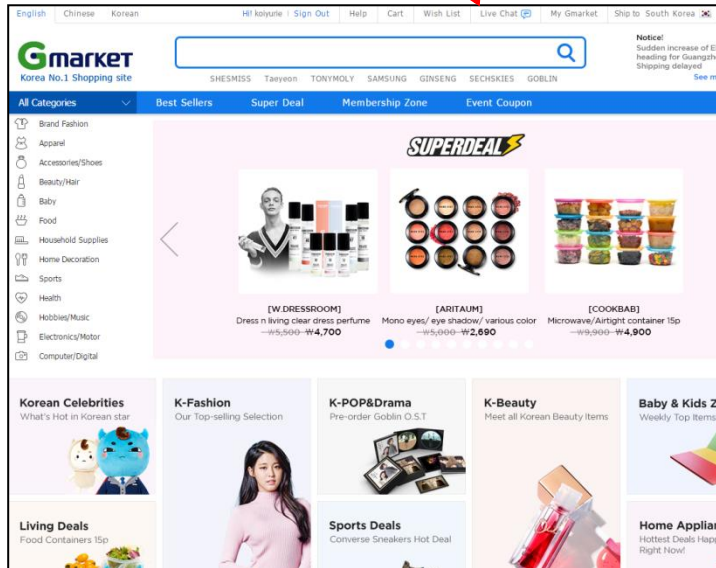 English Chinese Korean Hi! kolyurie Sign Out Help Cart Wish List Live Chat My Gmarket Ship to South Korea
Gmarket
Korea No.1 Shopping site
SHESMISS Taeyeon TONYMOLY SAMSUNG GINSENG SECHSKIES GOBLIN
Notice!
Sudden increase of E
heading for Guangzh
Shipping delayed
See m
All Categories Best Sellers Super Deal Membership Zone Event Coupon
Brand Fashion
Apparel
Accessories/Shoes
Beauty/Hair
Baby
Food
Household Supplies
Home Decoration
Sports
Health
Hobbies/Music
Electronics/Motor
Computer/Digital
SUPERDEAL
[W.DRESSROOM]
Dress n living clear dress perfume
₩5,500 ₩4,700
[ARITAUM]
Mono eyes/ eye shadow/ various color
₩5,000 ₩2,690
[COOKBAB]
Microwave/Airtight container 15p
₩9,900 ₩4,900
Korean Celebrities
What's Hot in Korean star
K-Fashion
Our Top-selling Selection
K-POP&Drama
Pre-order Goblin O.S.T
K-Beauty
Meet all Korean Beauty Items
Baby & Kids Z
Weekly Top Items
Living Deals
Food Containers 15p
Sports Deals
Converse Sneakers Hot Deal
Home Applian
Hottest Deals Happ
Right Now!